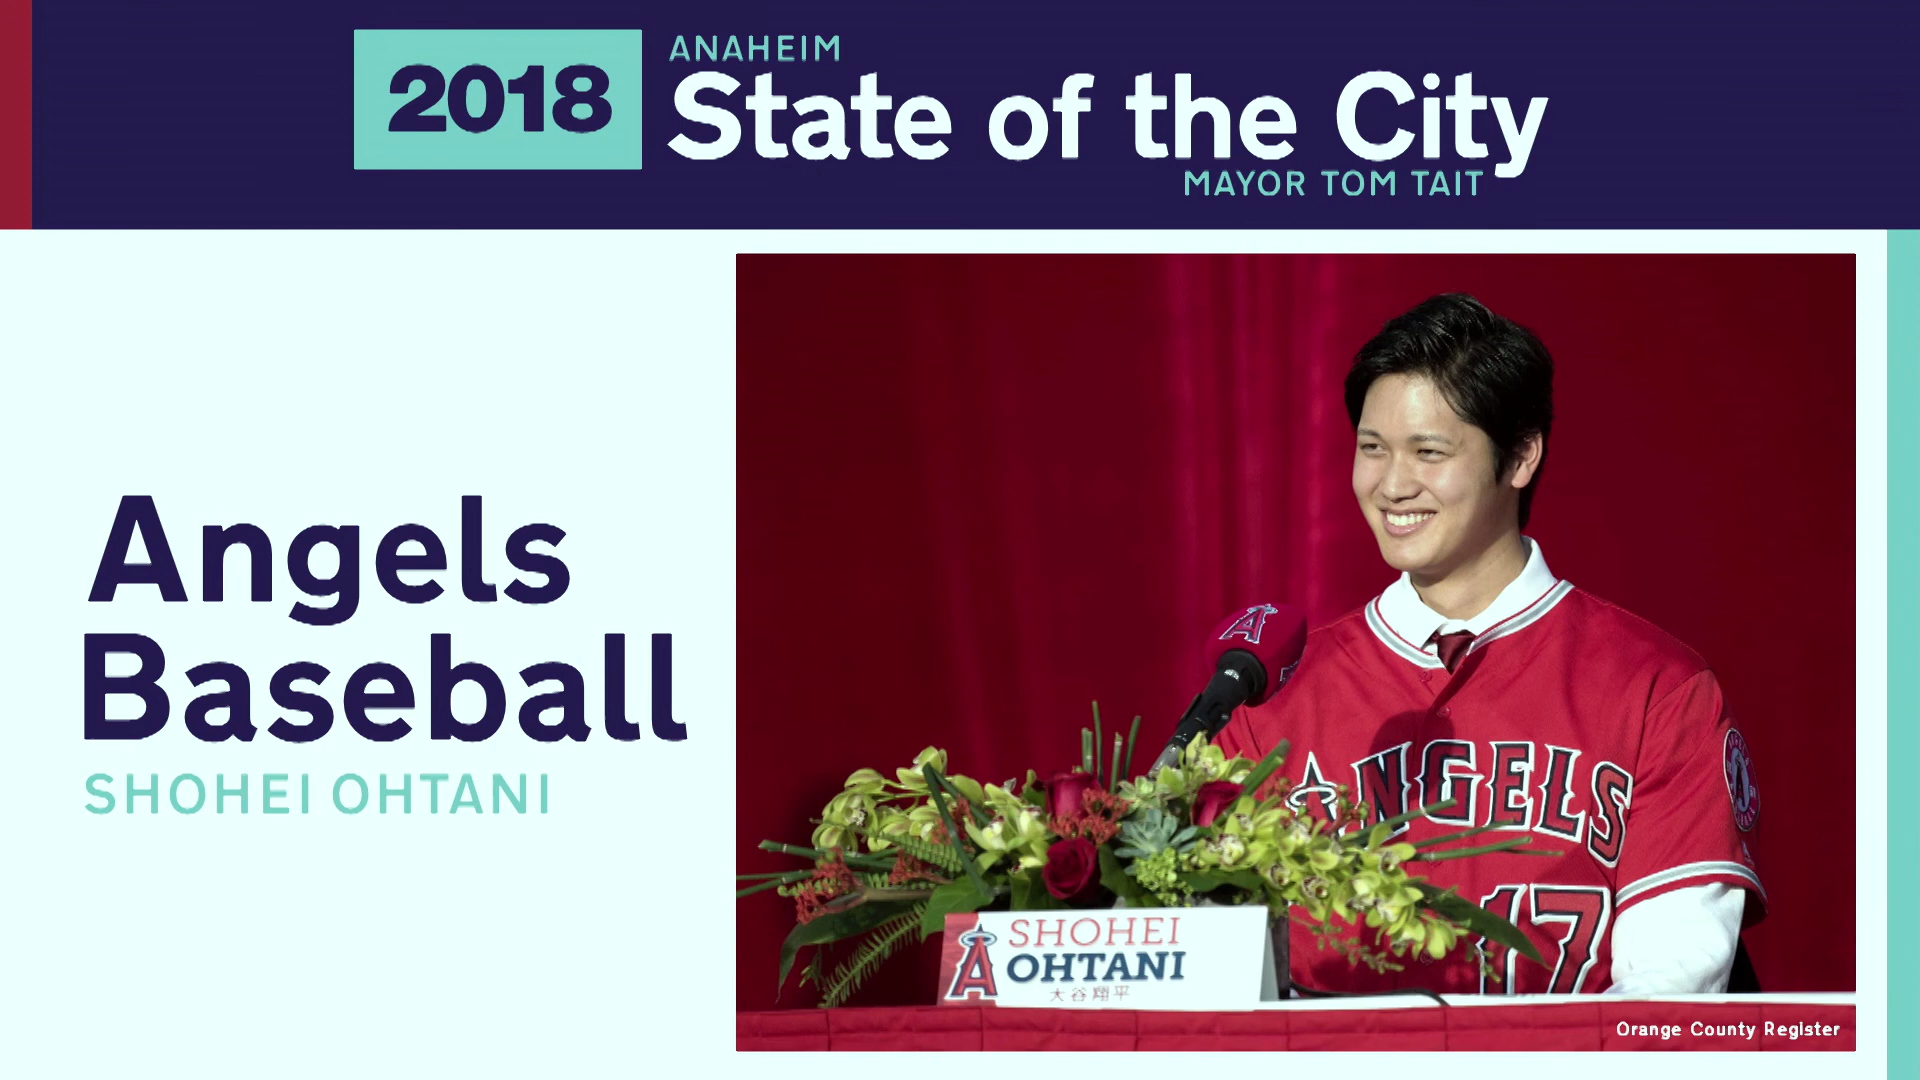 2018
ANAHEIM
State of the City
MAYOR TOM TAIT
Angels
Baseball
SHOHEI OHTANI
A
ANGELS
17
SHOHEI
OHTANI
大谷翔平
A
Orange County Register